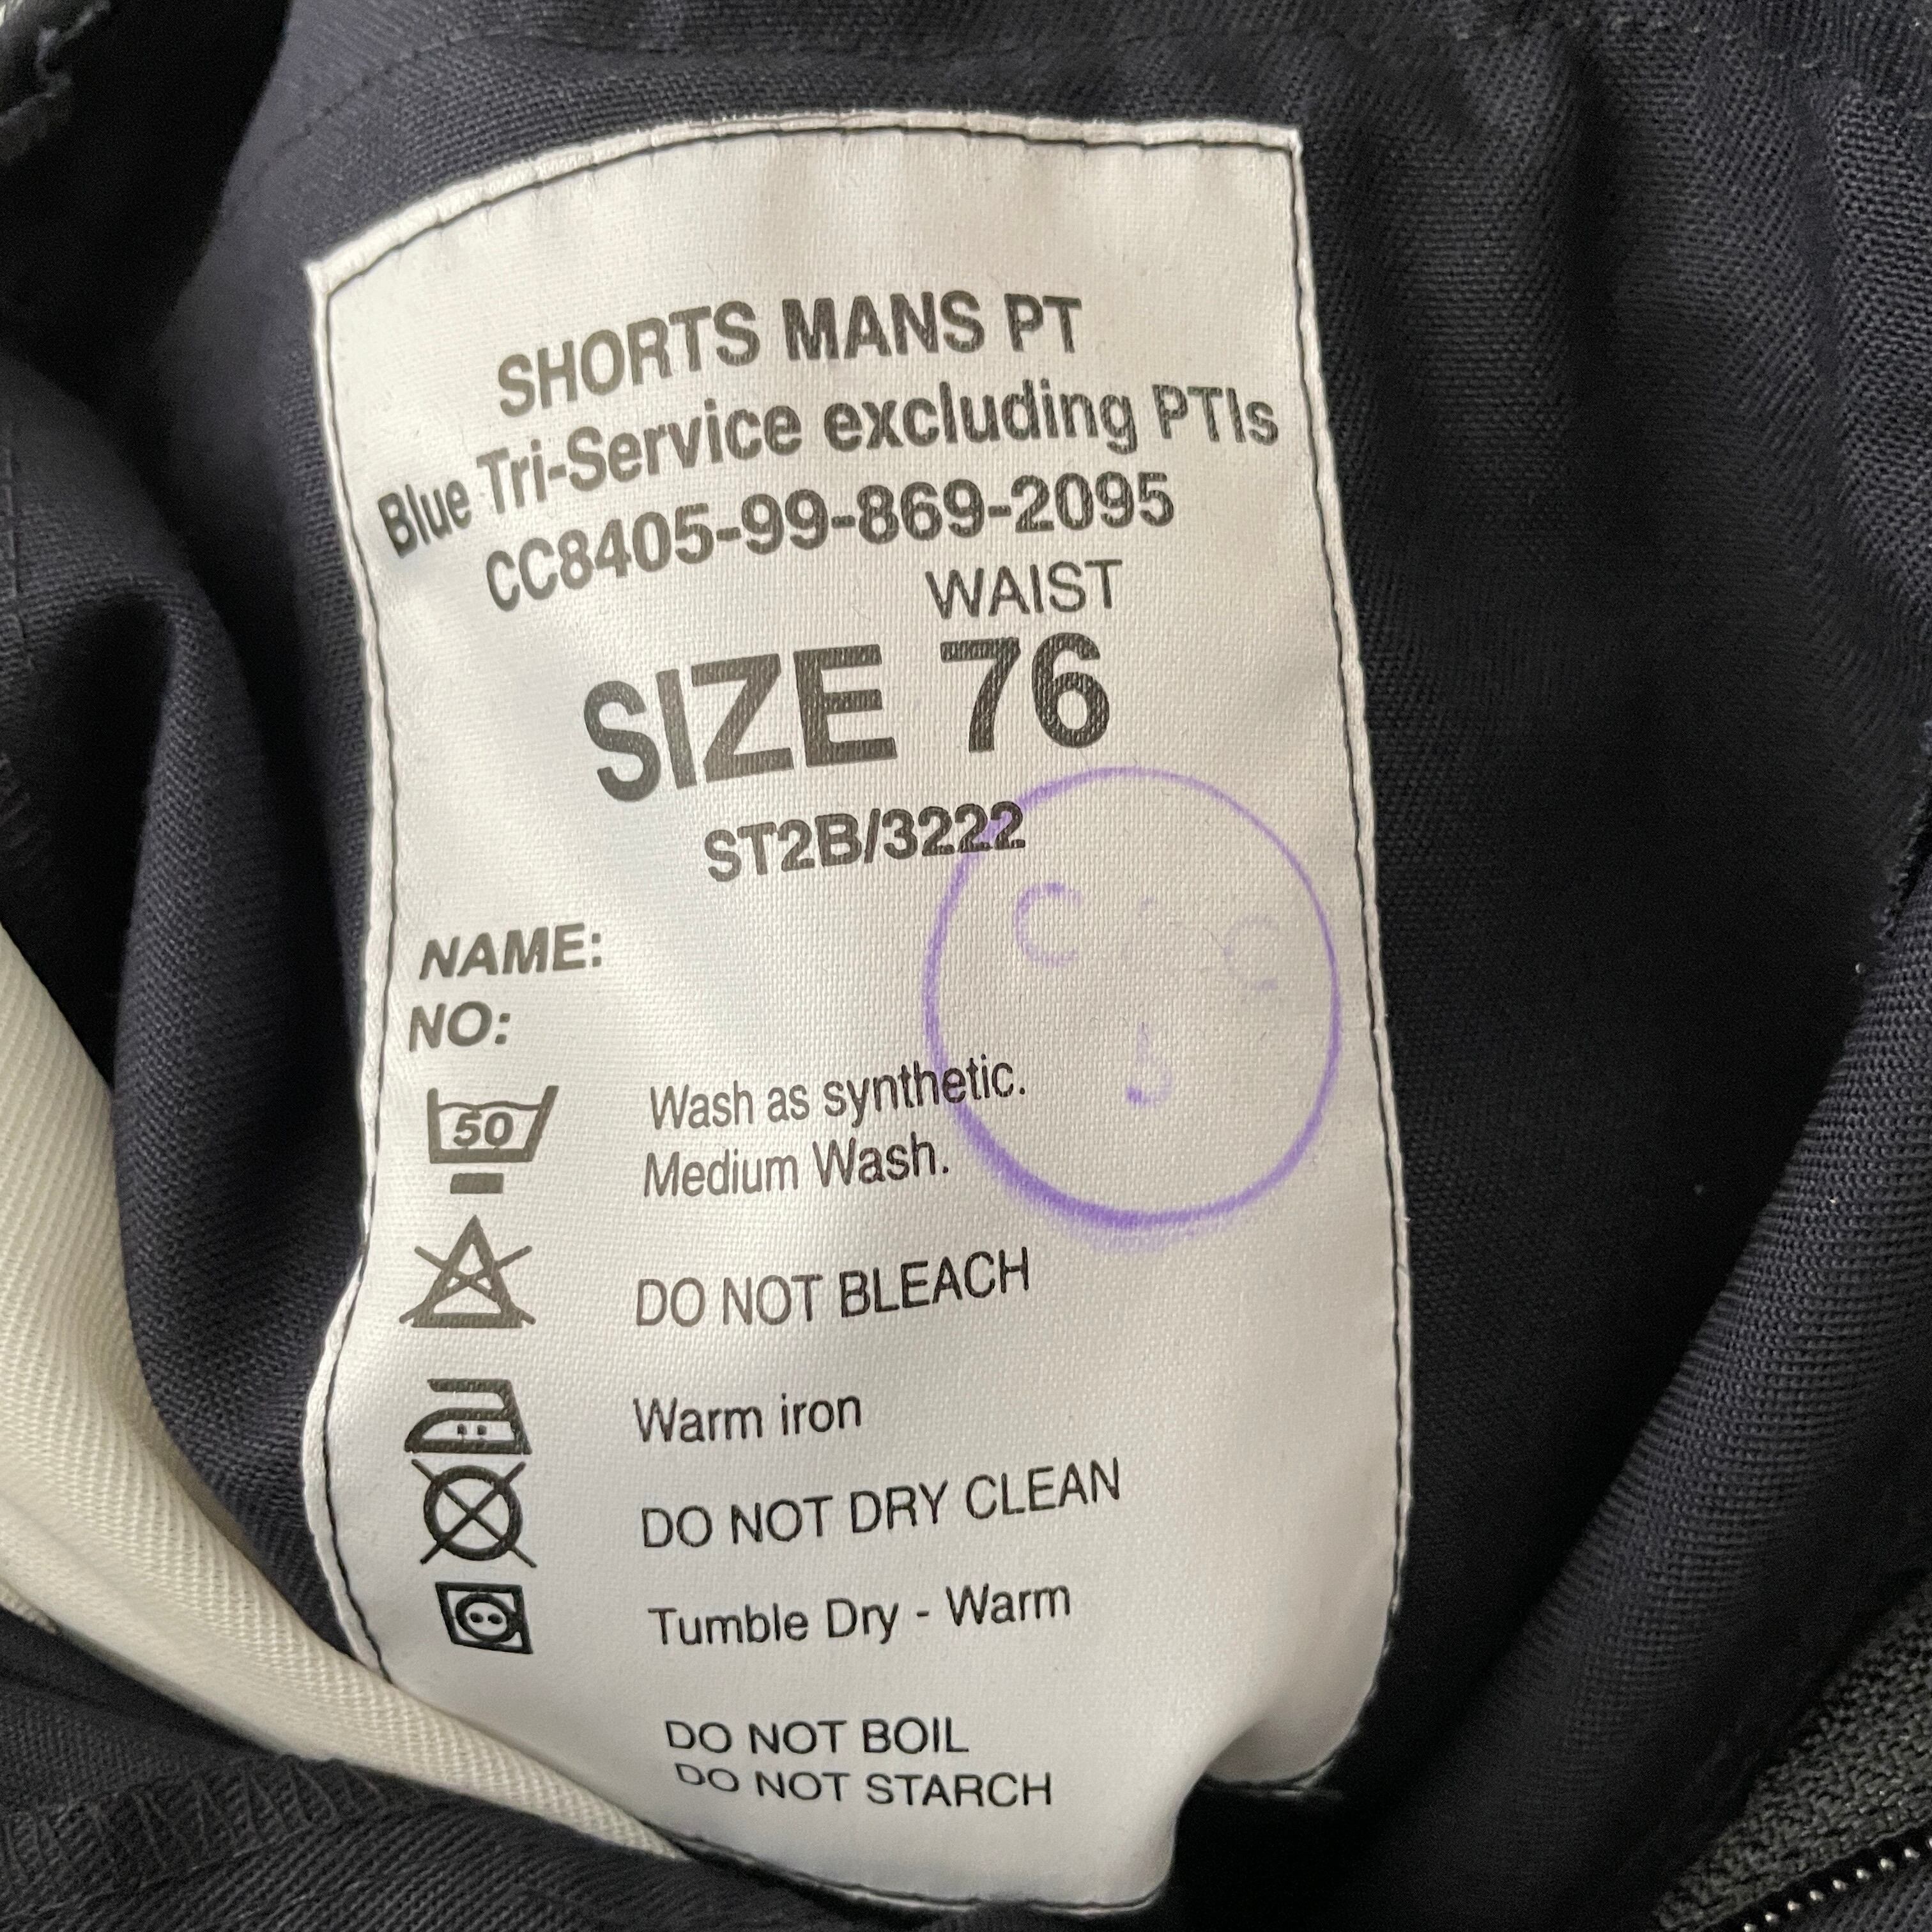 SHORTS MANS PT
Blue Tri-Service excluding PTIs
CC8405-99-869-2095
WAIST
SIZE 76
ST2B/3222
NAME:
NO:
50
Wash as synthetic.
Medium Wash.
DO NOT BLEACH
Warm iron
DO NOT DRY CLEAN
Tumble Dry - Warm
DO NOT BOIL
DO NOT STARCH